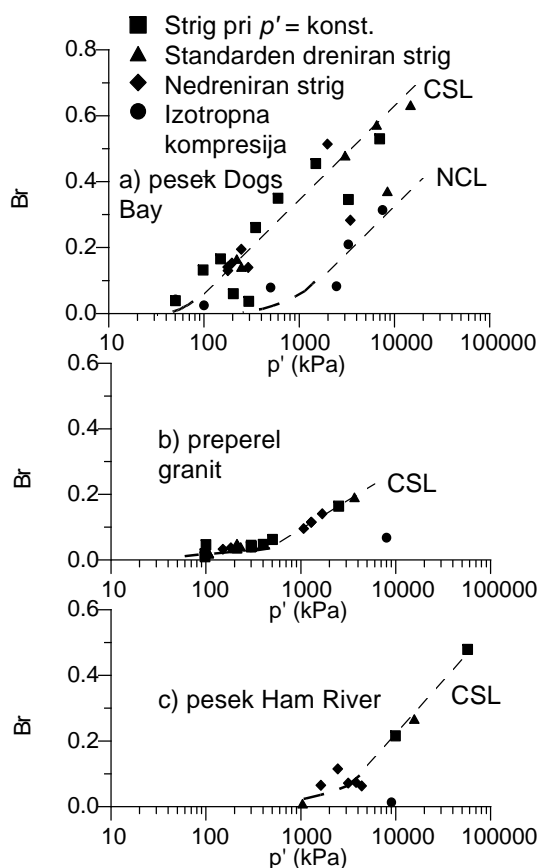 Strig pri p' = konst.
Standarden dreniran strig
Nedreniran strig
Izotropna
kompresija
a) pesek Dogs
Bay
CSL
NCL
Br
0.8
0.6
0.4
0.2
0.0
10 100 1000 10000 100000
p' (kPa)
b) preperel
granit
CSL
Br
0.6
0.4
0.2
0.0
10 100 1000 10000 100000
p' (kPa)
c) pesek Ham River
CSL
Br
0.6
0.4
0.2
0.0
10 100 1000 10000 100000
p' (kPa)